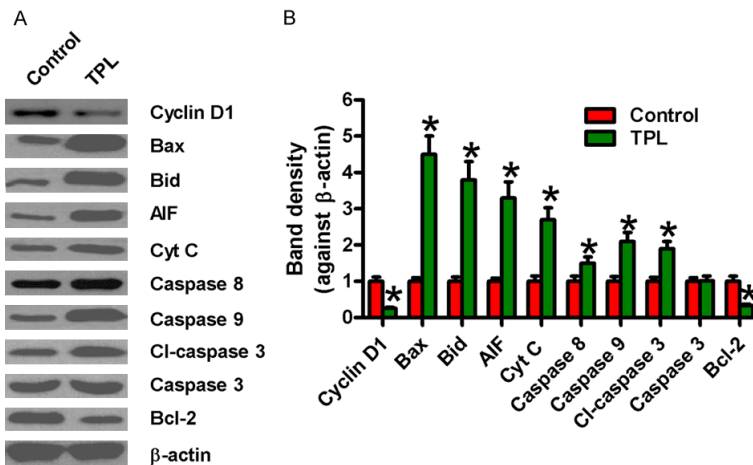 A
Control TPL
Cyclin D1
Bax
Bid
AIF
Cyt C
Caspase 8
Caspase 9
Cl-caspase 3
Caspase 3
Bcl-2
β-actin
B
Band density
(against β-actin)
6
5
4
3
2
1
0
Control
TPL
* * * * * * * * *
Cyclin D1 Bax Bid AIF Cyt C Caspase 8 Caspase 9 Cl-caspase 3 Caspase 3 Bcl-2